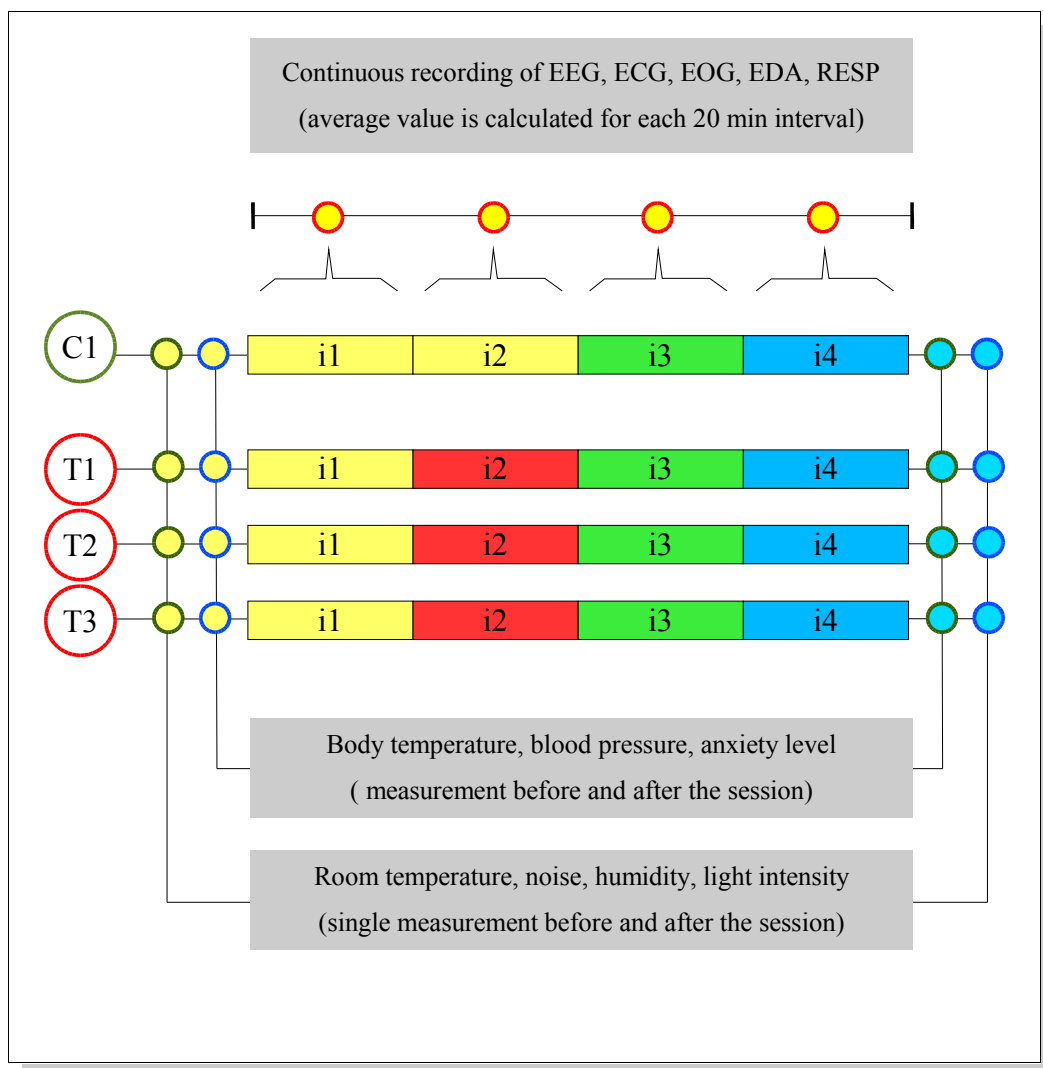 Continuous recording of EEG, ECG, EOG, EDA, RESP
(average value is calculated for each 20 min interval)
C1 i1 i2 i3 i4
T1 i1 i2 i3 i4
T2 i1 i2 i3 i4
T3 i1 i2 i3 i4
Body temperature, blood pressure, anxiety level
( measurement before and after the session)
Room temperature, noise, humidity, light intensity
(single measurement before and after the session)